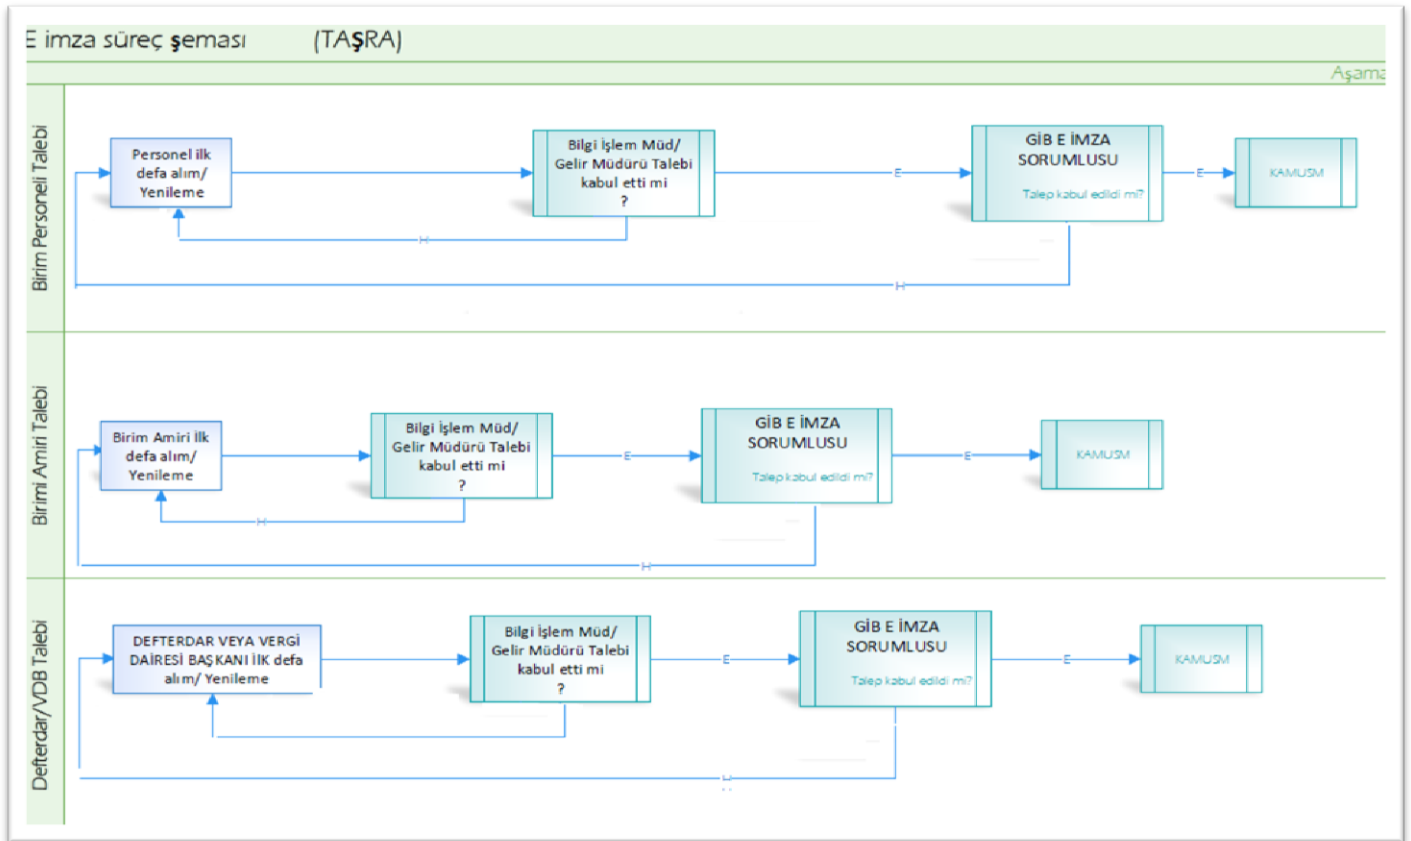 E imza süreç şeması (TAŞRA)
Aşama
Birim Personeli Talebi
Personel ilk
defa alım/
Yenileme
Bilgi İşlem Müd/
Gelir Müdürü Talebi
kabul etti mi
?
E
GİB E İMZA
SORUMLUSU
Talep kabul edildi mi?
E
KAMUSM
H
H
Birimi Amiri Talebi
Birim Amiri İlk
defa alım/
Yenileme
Bilgi İşlem Müd/
Gelir Müdürü Talebi
kabul etti mi
?
E
GİB E İMZA
SORUMLUSU
Talep kabul edildi mi?
E
KAMUSM
H
H
Defterdar/VDB Talebi
DEFTERDAR VEYA VERGİ
DAİRESİ BAŞKANI İlK defa
alım/ Yenileme
Bilgi İşlem Müd/
Gelir Müdürü Talebi
kabul etti mi
?
E
GİB E İMZA
SORUMLUSU
Talep kabul edildi mi?
E
KAMUSM
H